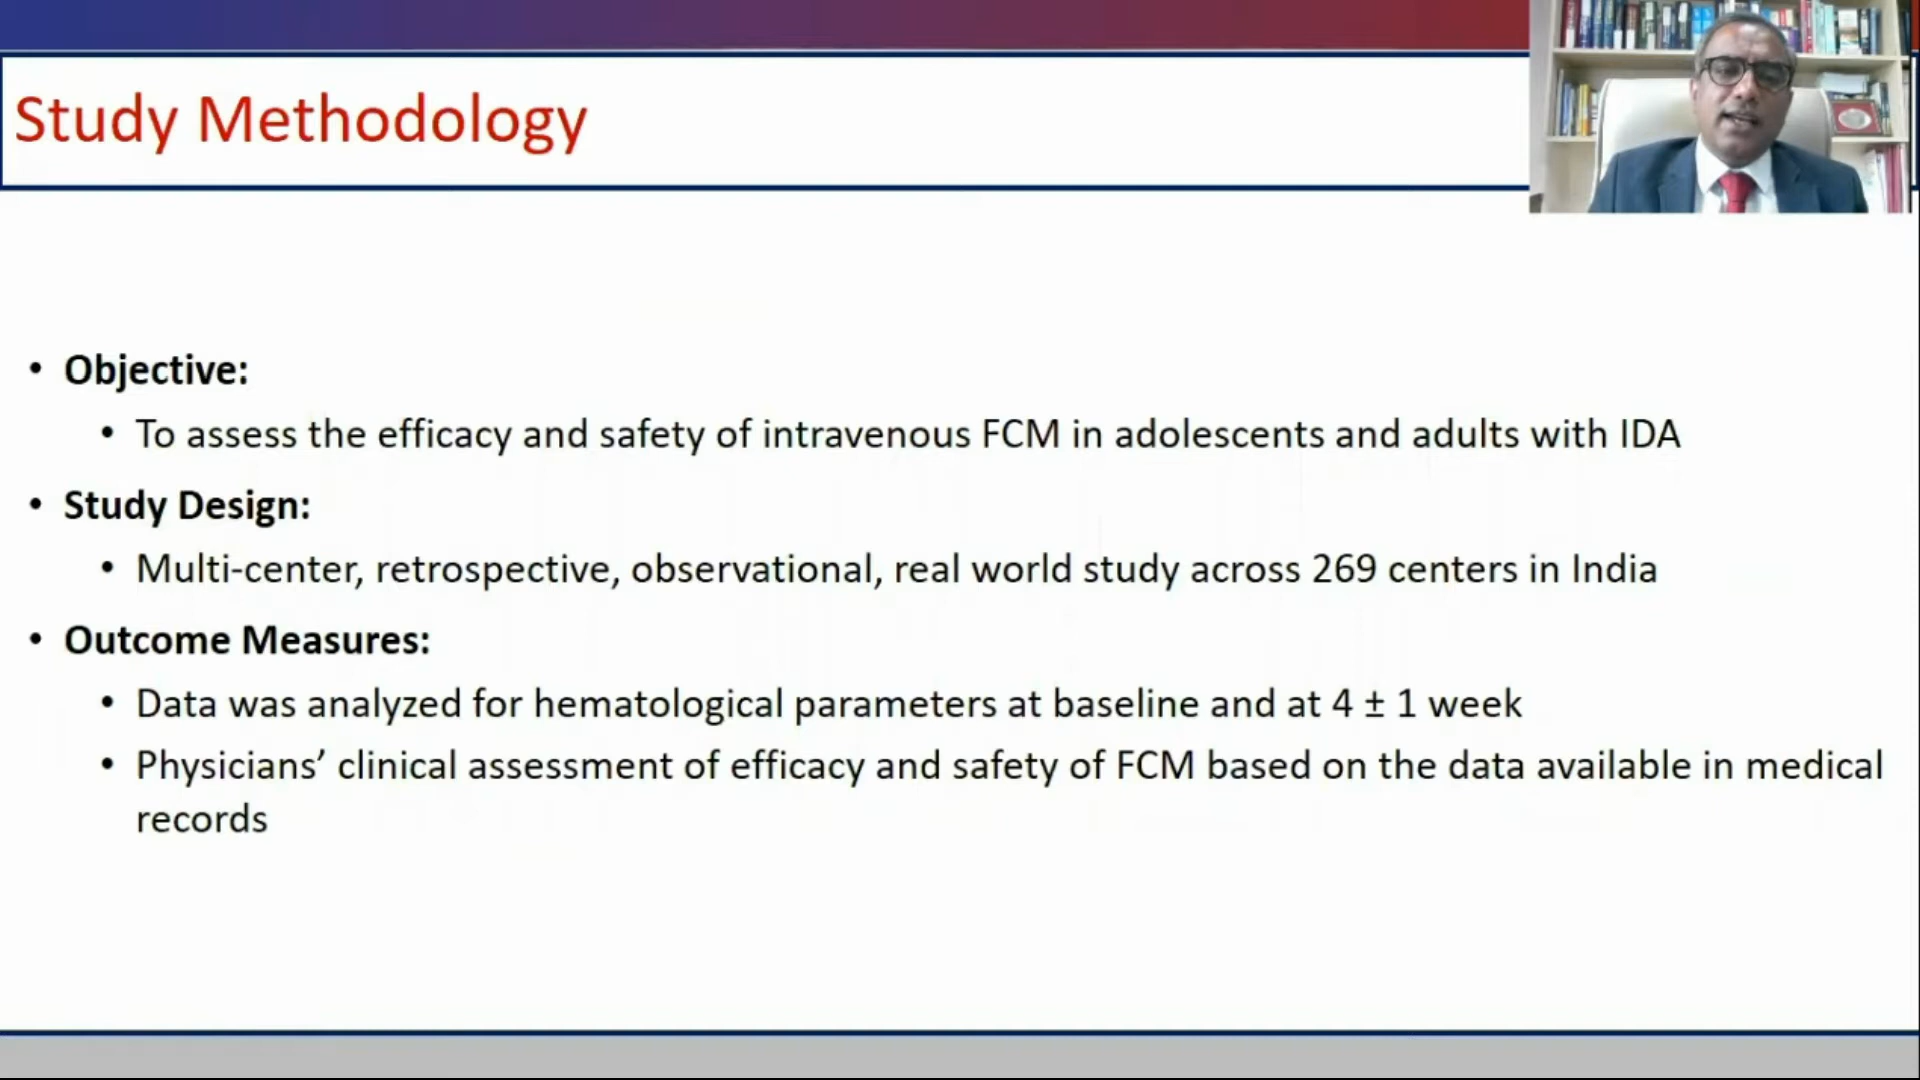 Study Methodology
• Objective:
• To assess the efficacy and safety of intravenous FCM in adolescents and adults with IDA
• Study Design:
• Multi-center, retrospective, observational, real world study across 269 centers in India
• Outcome Measures:
• Data was analyzed for hematological parameters at baseline and at 4 ± 1 week
• Physicians’ clinical assessment of efficacy and safety of FCM based on the data available in medical
records